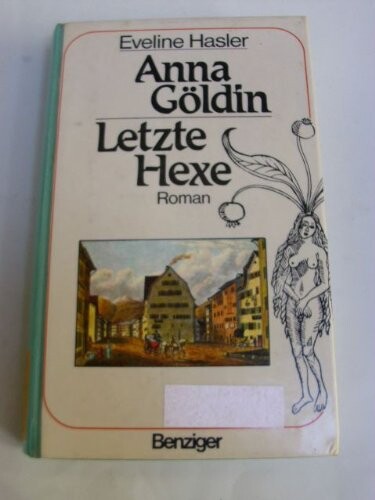 Eveline Hasler
Anna
Göldin
Letzte
Hexe
Roman
Benziger